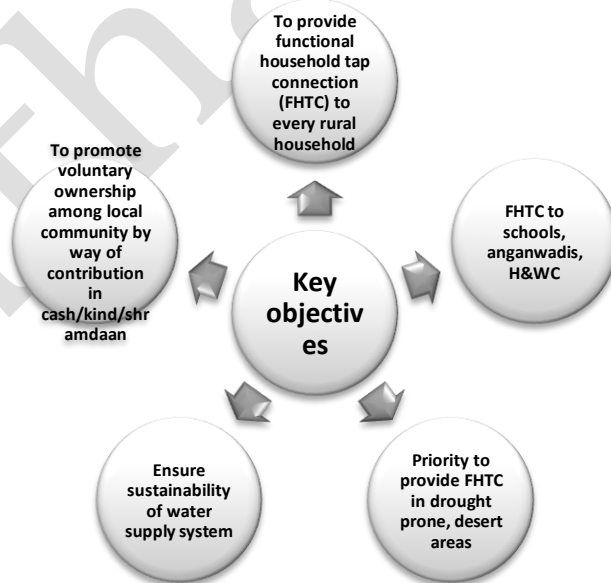 To provide
functional
household tap
connection
(FHTC) to
every rural
household
To promote
voluntary
ownership
among local
community by
way of
contribution
in
cash/kind/shr
amdaan
FHTC to
schools,
anganwadis,
H&WC
Key
objectiv
es
Ensure
sustainability
of water
supply system
Priority to
provide FHTC
in drought
prone, desert
areas